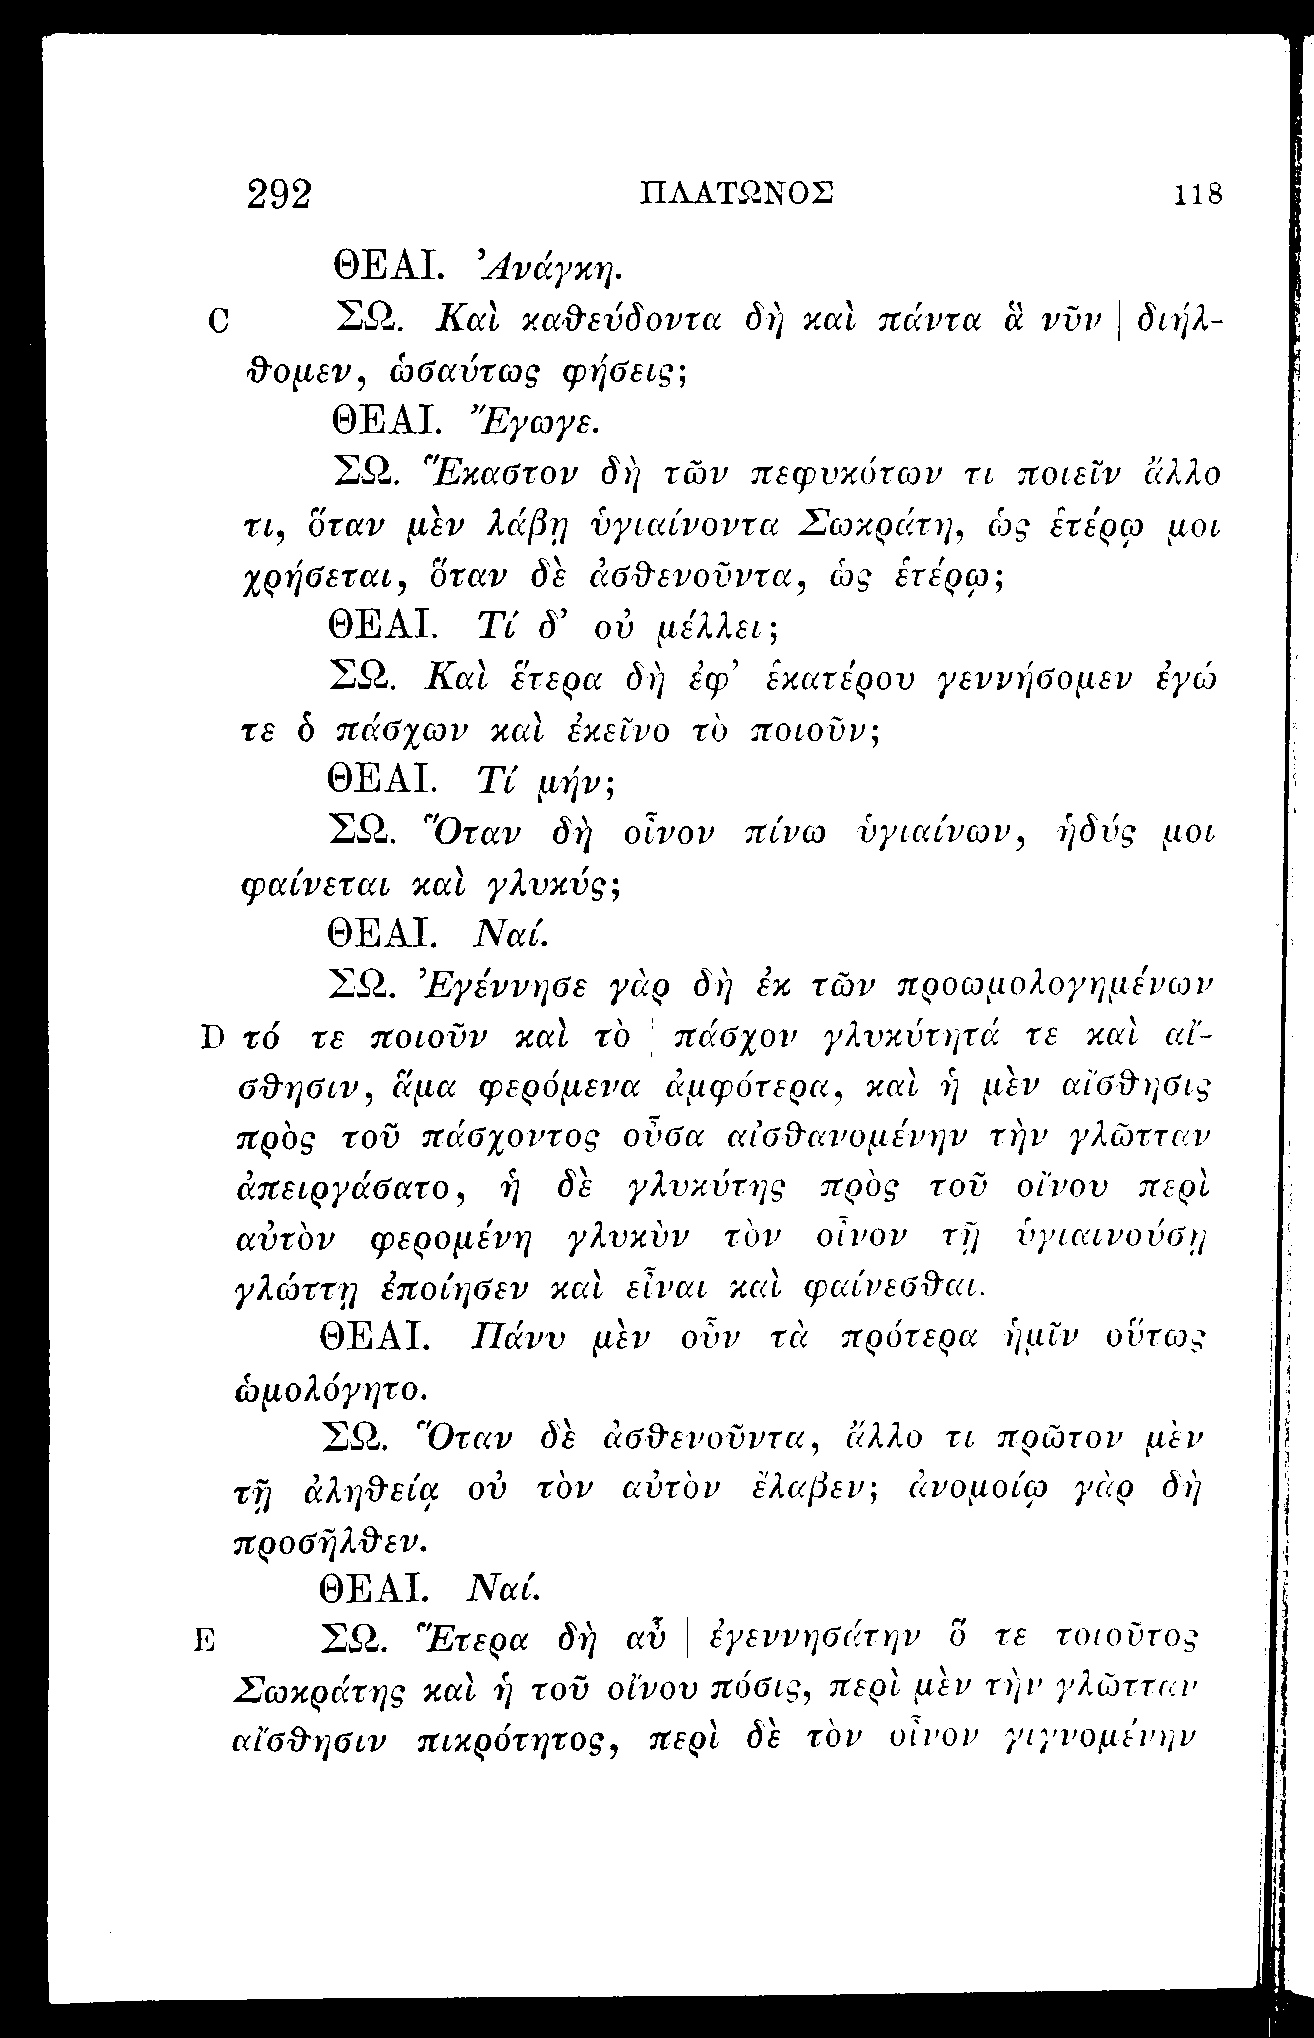 292 ΠΛΑΤΩΝΟΣ 118
ΘΕΑΙ. Ἀνάγκη.
C ΣΩ. Καὶ καθεύδοντα δὴ καὶ πάντα ἃ νῦν | διήλ-
θομεν, ὡσαύτως φήσεις;
ΘΕΑΙ. Ἔγωγε.
ΣΩ. Ἕκαστον δὴ τῶν πεφυκότων τι ποιεῖν ἄλλο
τι, ὅταν μὲν λάβῃ ὑγιαίνοντα Σωκράτη, ὡς ἑτέρῳ μοι
χρήσεται, ὅταν δὲ ἀσθενοῦντα, ὡς ἑτέρῳ;
ΘΕΑΙ. Τί δ’ οὐ μέλλει;
ΣΩ. Καὶ ἕτερα δὴ ἐφ’ ἑκατέρου γεννήσομεν ἐγώ
τε ὁ πάσχων καὶ ἐκεῖνο τὸ ποιοῦν;
ΘΕΑΙ. Τί μήν;
ΣΩ. Ὅταν δὴ οἶνον πίνω ὑγιαίνων, ἡδύς μοι
φαίνεται καὶ γλυκύς;
ΘΕΑΙ. Ναί.
ΣΩ. Ἐγέννησε γὰρ δὴ ἐκ τῶν προωμολογημένων
D τό τε ποιοῦν καὶ τὸ | πάσχον γλυκύτητά τε καὶ αἴ-
σθησιν, ἅμα φερόμενα ἀμφότερα, καὶ ἡ μὲν αἴσθησις
πρὸς τοῦ πάσχοντος οὖσα αἰσθανομένην τὴν γλῶτταν
ἀπειργάσατο, ἡ δὲ γλυκύτης πρὸς τοῦ οἴνου περὶ
αὐτὸν φερομένη γλυκὺν τὸν οἶνον τῇ ὑγιαινούσῃ
γλώττῃ ἐποίησεν καὶ εἶναι καὶ φαίνεσθαι.
ΘΕΑΙ. Πάνυ μὲν οὖν τὰ πρότερα ἡμῖν οὕτως
ὡμολόγητο.
ΣΩ. Ὅταν δὲ ἀσθενοῦντα, ἄλλο τι πρῶτον μὲν
τῇ ἀληθείᾳ οὐ τὸν αὐτὸν ἔλαβεν; ἀνομοίῳ γὰρ δὴ
προσῆλθεν.
ΘΕΑΙ. Ναί.
E ΣΩ. Ἕτερα δὴ αὖ | ἐγεννησάτην ὅ τε τοιοῦτος
Σωκράτης καὶ ἡ τοῦ οἴνου πόσις, περὶ μὲν τὴν γλῶτταν
αἴσθησιν πικρότητος, περὶ δὲ τὸν οἶνον γιγνομένην